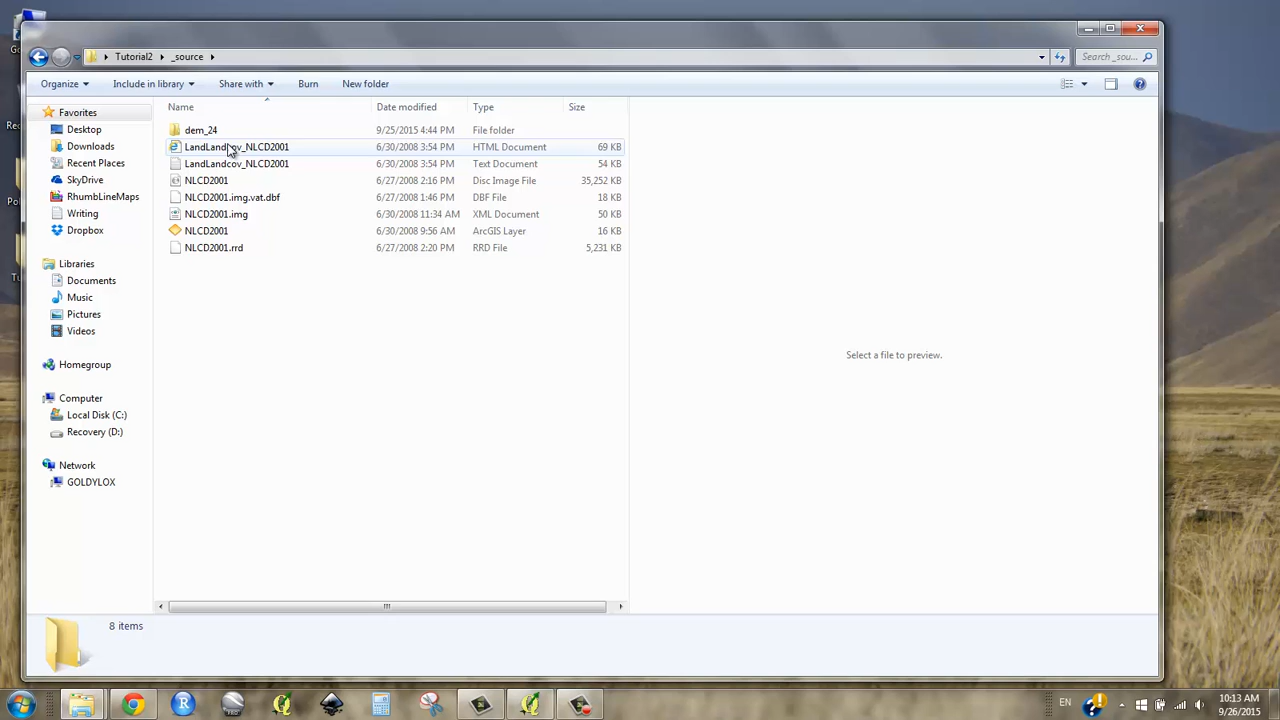 Tutorial2 _source
Search _sou...
Organize Include in library Share with Burn New folder
Name Date modified Type Size
Favorites
Desktop
Downloads
Recent Places
SkyDrive
RhumbLineMaps
Writing
Dropbox
Libraries
Documents
Music
Pictures
Videos
Homegroup
Computer
Local Disk (C:)
Recovery (D:)
Network
GOLDYLOX
dem_24 9/25/2015 4:44 PM File folder
LandLandcov_NLCD2001 6/30/2008 3:54 PM HTML Document 69 KB
LandLandcov_NLCD2001 6/30/2008 3:54 PM Text Document 54 KB
NLCD2001 6/27/2008 2:16 PM Disc Image File 35,252 KB
NLCD2001.img.vat.dbf 6/27/2008 1:46 PM DBF File 18 KB
NLCD2001.img 6/30/2008 11:34 AM XML Document 50 KB
NLCD2001 6/30/2008 9:56 AM ArcGIS Layer 16 KB
NLCD2001.rrd 6/27/2008 2:20 PM RRD File 5,231 KB
Select a file to preview.
8 items
EN
10:13 AM
9/26/2015